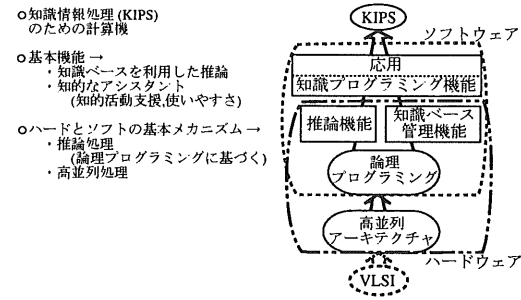 ○知識情報処理(KIPS)
のための計算機
○基本機能→
・知識ベースを利用した推論
・知的なアシスタント
(知的活動支援,使いやすさ)
○ハードとソフトの基本メカニズム→
・推論処理
(論理プログラミングに基づく)
・高並列処理
KIPS
ソフトウェア
応用
知識プログラミング機能
推論機能
知識ベース
管理機能
論理
プログラミング
高並列
アーキテクチャ
ハードウェア
VLSI